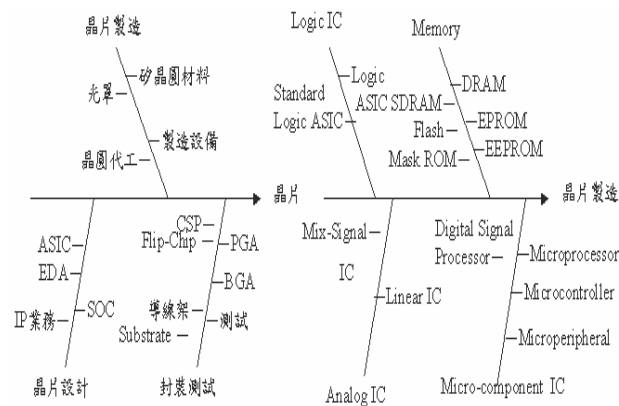 晶片製造
矽晶圓材料
光罩
製造設備
晶圓代工
晶片
ASIC
EDA
SOC
IP業務
晶片設計
CSP
Flip-Chip
PGA
BGA
導線架
測試
Substrate
封裝測試
Logic IC
Logic
Standard
ASIC
Logic ASIC
Memory
DRAM
SDRAM
EPROM
Flash
EEPROM
Mask ROM
晶片製造
Mix-Signal
IC
Linear IC
Analog IC
Digital Signal
Processor
Microprocessor
Microcontroller
Microperipheral
Micro-component IC